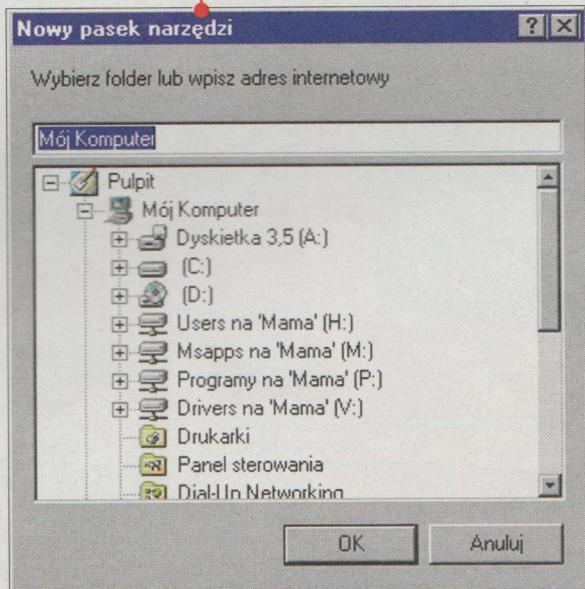 Nowy pasek narzędzi
Wybierz folder lub wpisz adres internetowy
Mój Komputer
Pulpit
Mój Komputer
Dyskietka 3,5 (A:)
(C:)
(D:)
Users na 'Mama' (H:)
Msapps na 'Mama' (M:)
Programy na 'Mama' (P:)
Drivers na 'Mama' (V:)
Drukarki
Panel sterowania
Dial-Up Networking
OK Anuluj